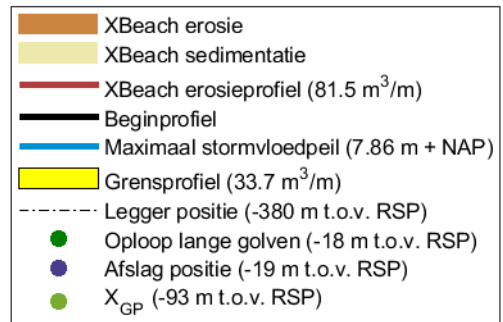 XBeach erosie
XBeach sedimentatie
XBeach erosieprofiel (81.5 m³/m)
Beginprofiel
Maximaal stormvloedpeil (7.86 m + NAP)
Grensprofiel (33.7 m³/m)
Legger positie (-380 m t.o.v. RSP)
Oploop lange golven (-18 m t.o.v. RSP)
Afslag positie (-19 m t.o.v. RSP)
X_GP (-93 m t.o.v. RSP)